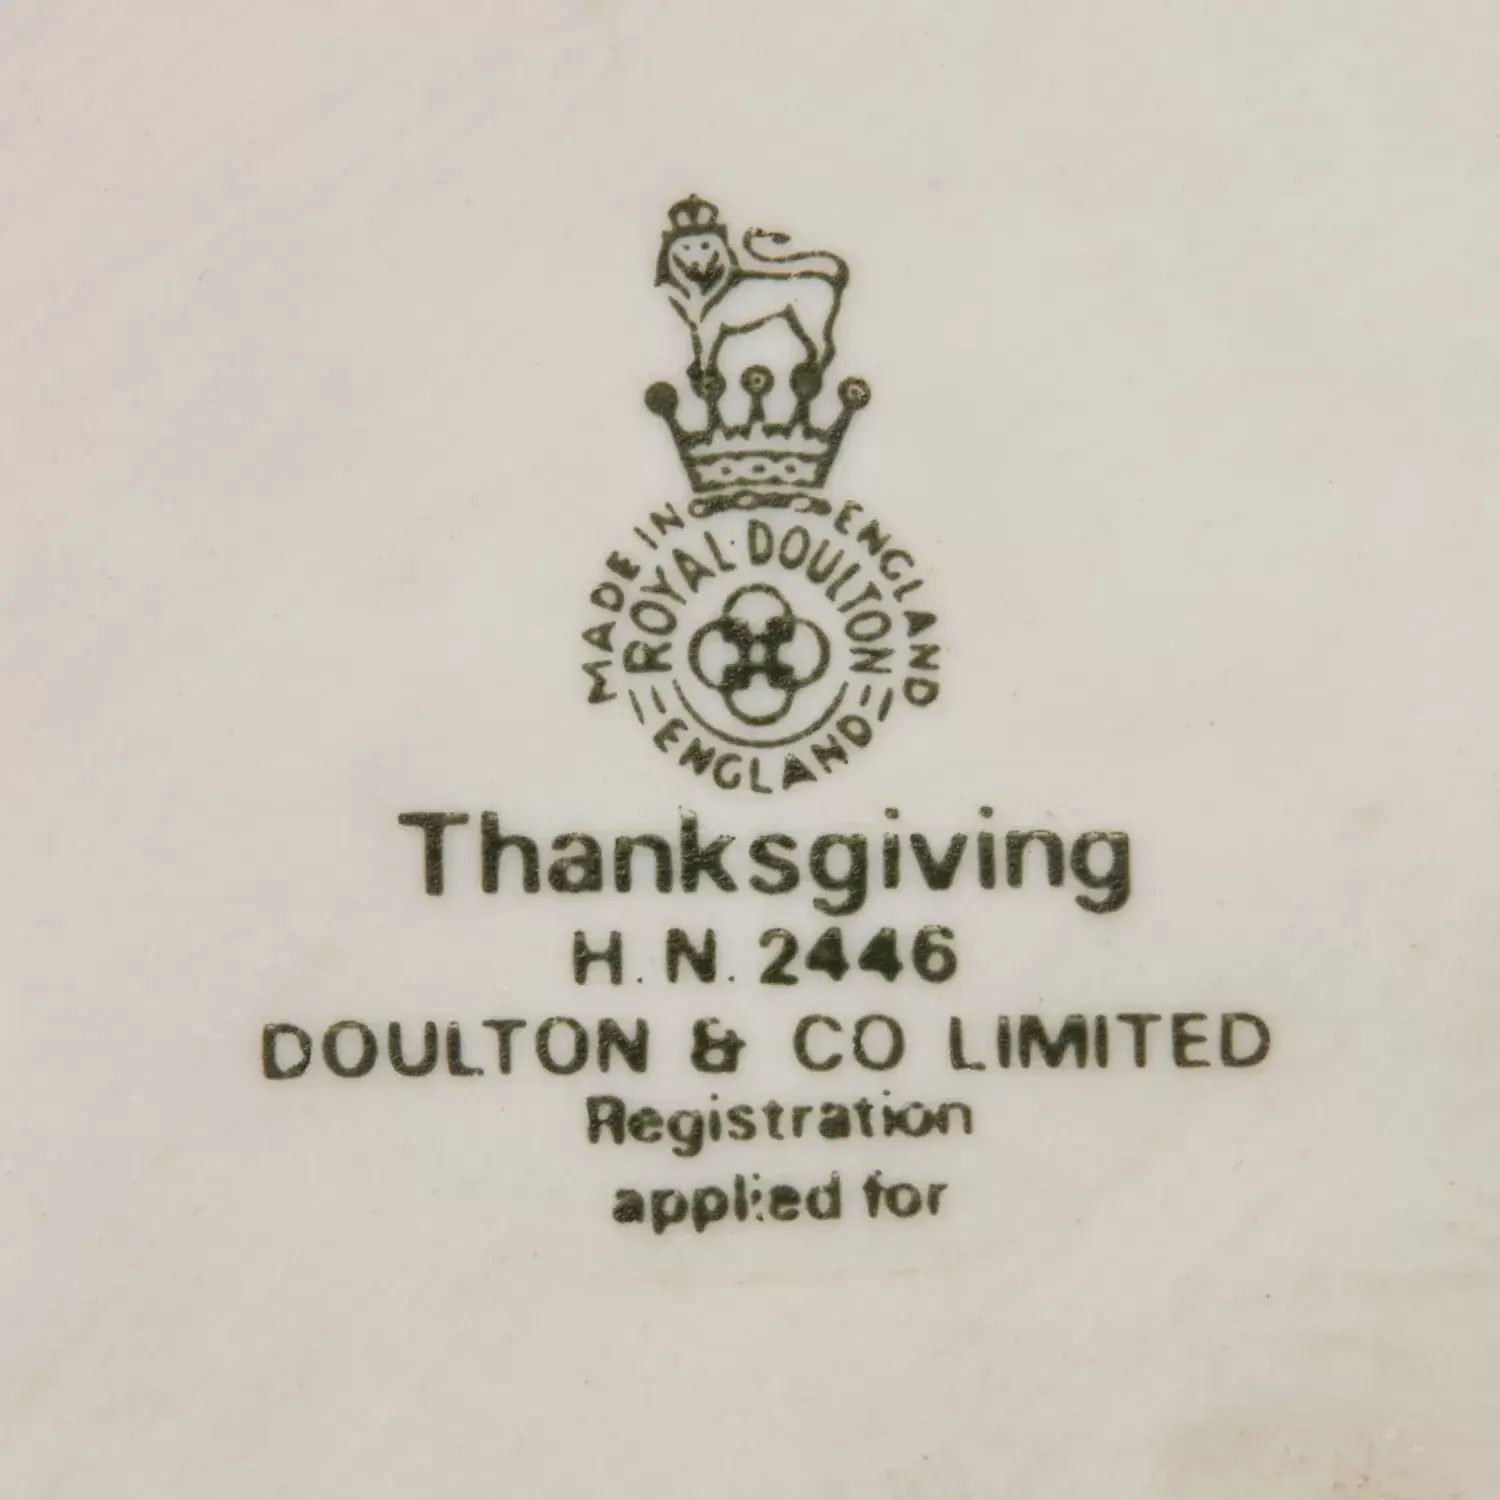 MADE IN ENGLAND
ROYAL DOULTON
ENGLAND
Thanksgiving
H.N. 2446
DOULTON & CO LIMITED
Registration
applied for